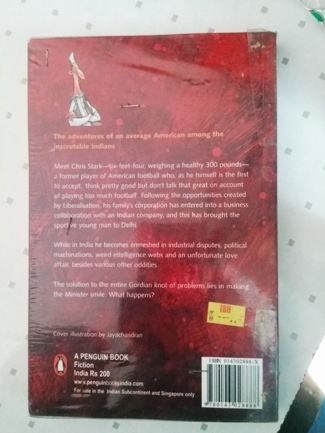 The adventures of an average American among the
inscrutable Indians
Meet Chris Stark—six-feet-four, weighing a healthy 300 pounds—
a former player of American football who, as he himself is the first
to accept, think pretty good but don't talk that great on account
of playing too much football. Following the opportunities created
by Liberalisation, his family's corporation has entered into a business
collaboration with an Indian company, and this has brought the
sportive young man to Delhi.
While in India he becomes enmeshed in industrial disputes, political
machinations, weird intelligence webs and an unfortunate love
affair, besides various other oddities.
The solution to the entire Gordian knot of problems lies in making
the Minister smile. What happens?
Cover illustration by Jayachandran
A PENGUIN BOOK
Fiction
India Rs 200
www.penguinbooksindia.com
For sale in the Indian Subcontinent and Singapore only
188
ISBN 014302888-X
9780143028888